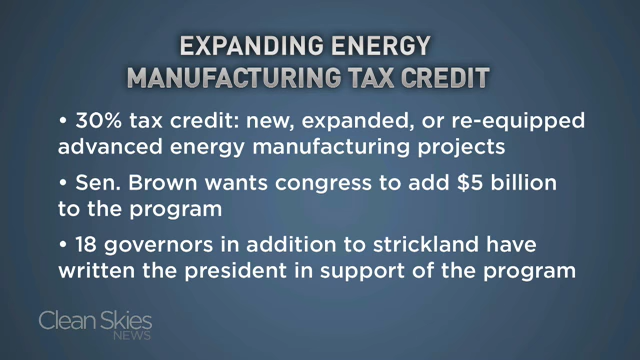 EXPANDING ENERGY
MANUFACTURING TAX CREDIT
• 30% tax credit: new, expanded, or re-equipped
advanced energy manufacturing projects
• Sen. Brown wants congress to add $5 billion
to the program
• 18 governors in addition to strickland have
written the president in support of the program
Clean Skies
NEWS